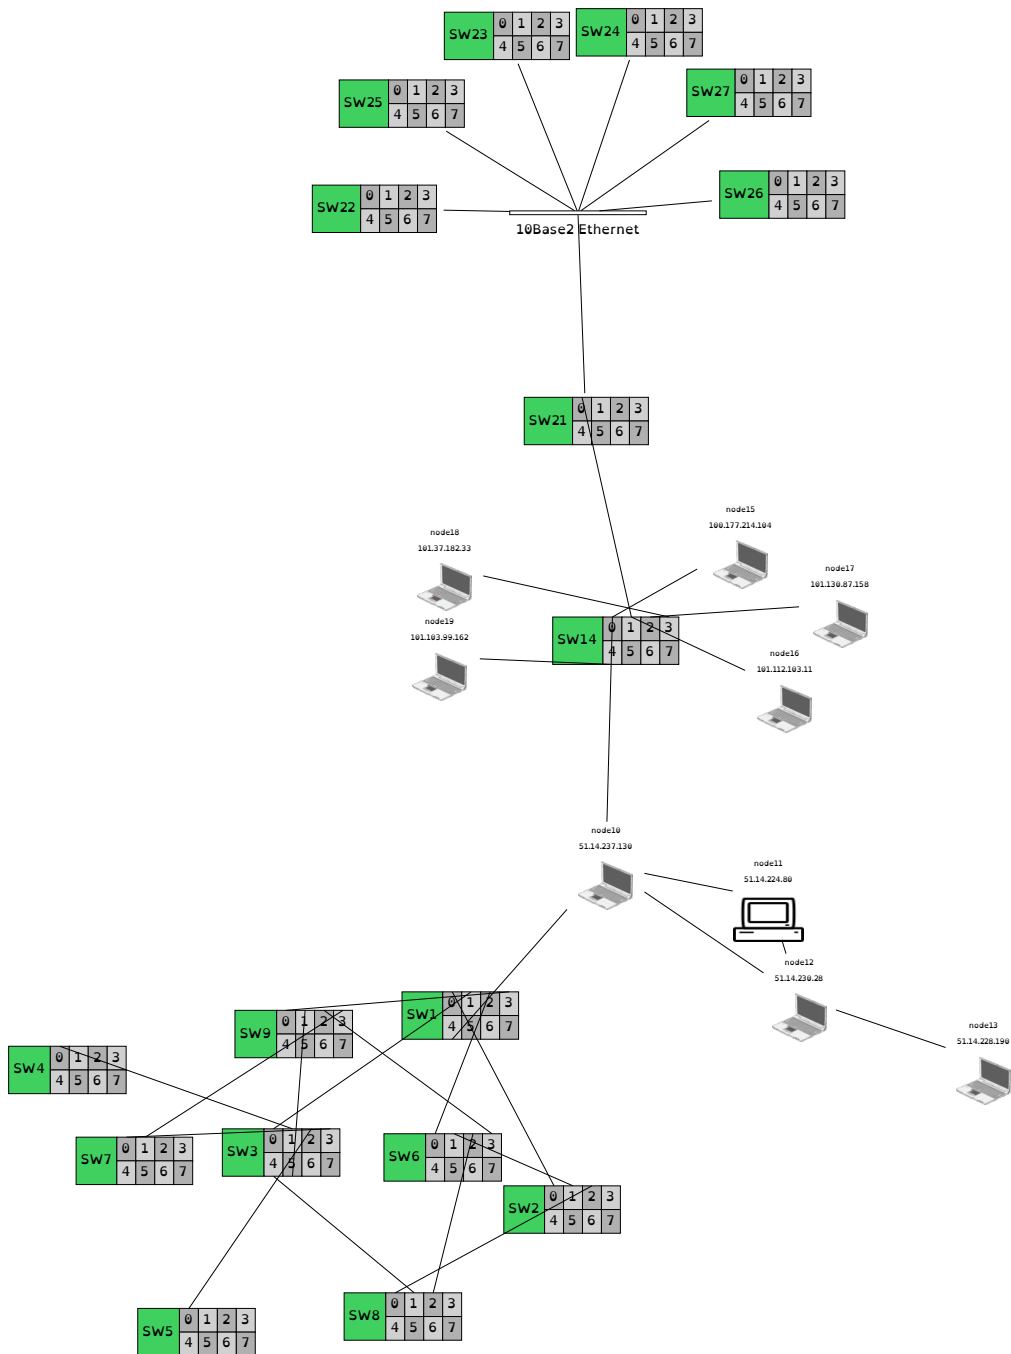 SW23 0 1 2 3
4 5 6 7
SW24 0 1 2 3
4 5 6 7
SW25 0 1 2 3
4 5 6 7
SW27 0 1 2 3
4 5 6 7
SW22 0 1 2 3
4 5 6 7
SW26 0 1 2 3
4 5 6 7
10Base2 Ethernet
SW21 0 1 2 3
4 5 6 7
node15
100.177.214.104
node18
101.37.182.33
node17
101.130.87.158
node19
101.103.99.162
SW14 0 1 2 3
4 5 6 7
node16
101.112.103.11
node10
51.14.237.130
node11
51.14.224.80
node12
51.14.230.28
node13
51.14.228.190
SW1 0 1 2 3
4 5 6 7
SW9 0 1 2 3
4 5 6 7
SW4 0 1 2 3
4 5 6 7
SW7 0 1 2 3
4 5 6 7
SW3 0 1 2 3
4 5 6 7
SW6 0 1 2 3
4 5 6 7
SW2 0 1 2 3
4 5 6 7
SW8 0 1 2 3
4 5 6 7
SW5 0 1 2 3
4 5 6 7